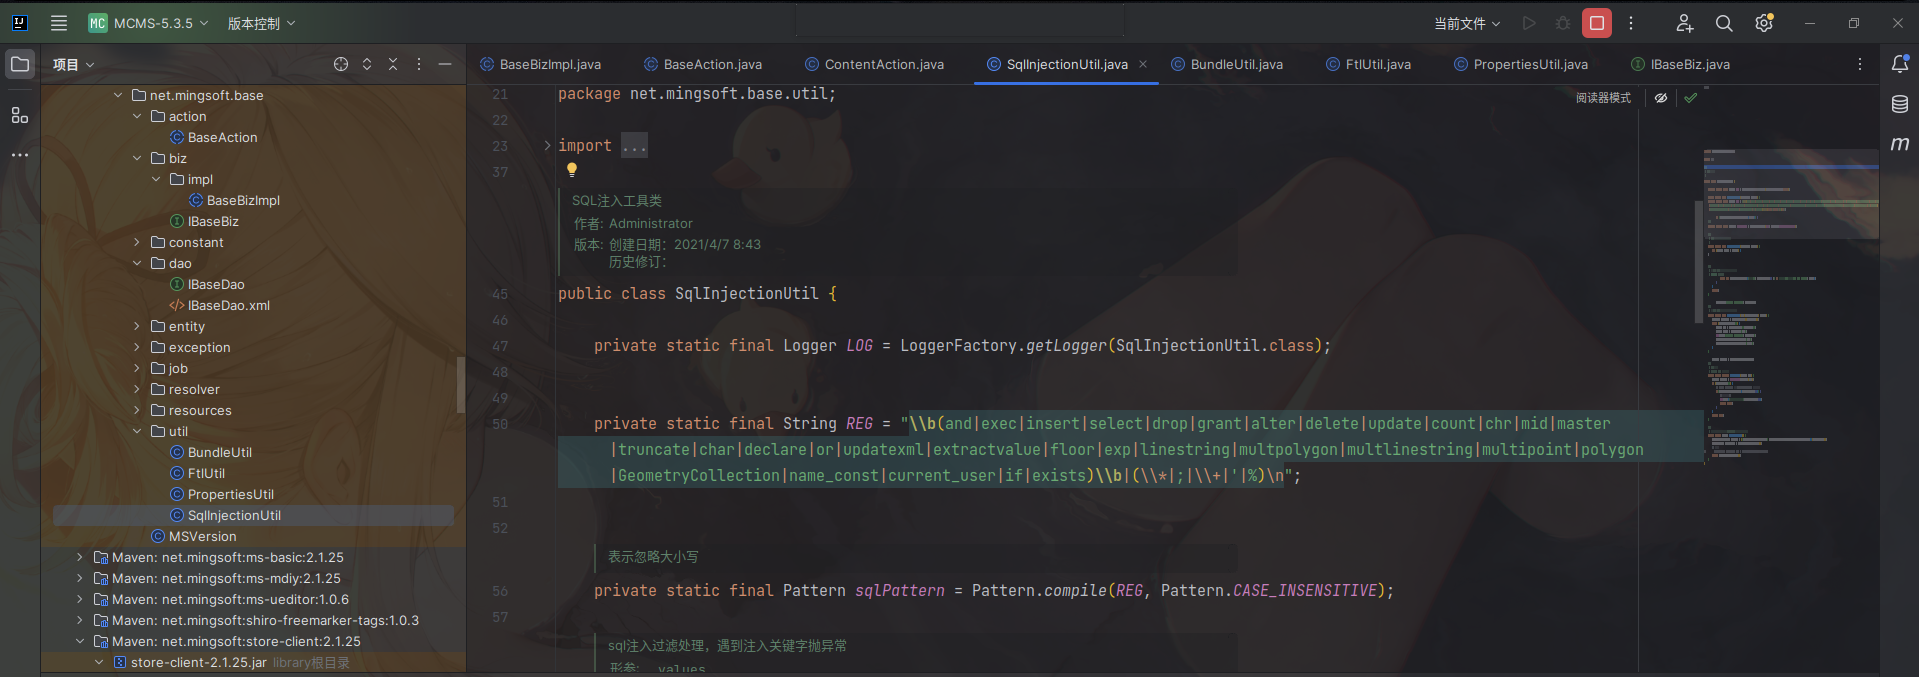 MC MCMS-5.3.5 版本控制 当前文件
项目
BaseBizImpl.java BaseAction.java ContentAction.java SqlInjectionUtil.java BundleUtil.java FtlUtil.java PropertiesUtil.java IBaseBiz.java
net.mingsoft.base
action
BaseAction
biz
impl
BaseBizImpl
IBaseBiz
constant
dao
IBaseDao
IBaseDao.xml
entity
exception
job
resolver
resources
util
BundleUtil
FtlUtil
PropertiesUtil
SqlInjectionUtil
MSVersion
Maven: net.mingsoft:ms-basic:2.1.25
Maven: net.mingsoft:ms-mdiy:2.1.25
Maven: net.mingsoft:ms-ueditor:1.0.6
Maven: net.mingsoft:shiro-freemarker-tags:1.0.3
Maven: net.mingsoft:store-client:2.1.25
store-client-2.1.25.jar library根目录
阅读器模式
21 package net.mingsoft.base.util;
22
23 import ...
37
SQL注入工具类
作者: Administrator
版本: 创建日期：2021/4/7 8:43
历史修订：
45 public class SqlInjectionUtil {
46
47 private static final Logger LOG = LoggerFactory.getLogger(SqlInjectionUtil.class);
48
49
50 private static final String REG = "\\b(and|exec|insert|select|drop|grant|alter|delete|update|count|chr|mid|master
|truncate|char|declare|or|updatexml|extractvalue|floor|exp|linestring|multpolygon|multlinestring|multipoint|polygon
|GeometryCollection|name_const|current_user|if|exists)\\b|(\\*|;|\\+|'|%)\n";
51
52
表示忽略大小写
56 private static final Pattern sqlPattern = Pattern.compile(REG, Pattern.CASE_INSENSITIVE);
57
sql注入过滤处理，遇到注入关键字抛异常
形参: values